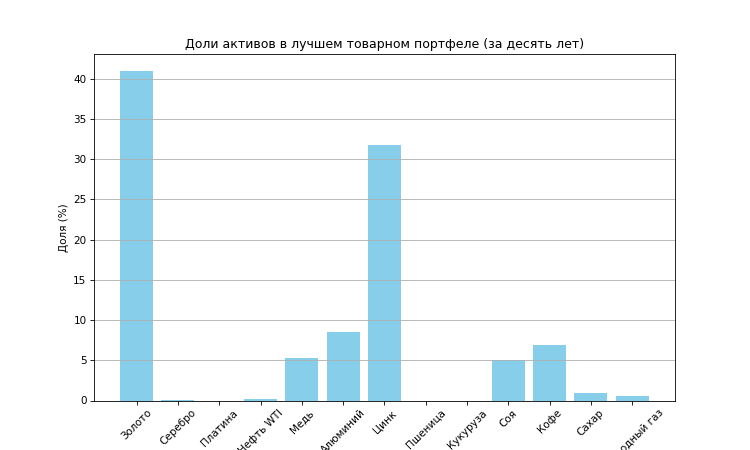 Доли активов в лучшем товарном портфеле (за десять лет)
Доля (%)
40
35
30
25
20
15
10
5
0
Золото
Серебро
Платина
Нефть WTI
Медь
Алюминий
Цинк
Пшеница
Кукуруза
Соя
Кофе
Сахар
газ